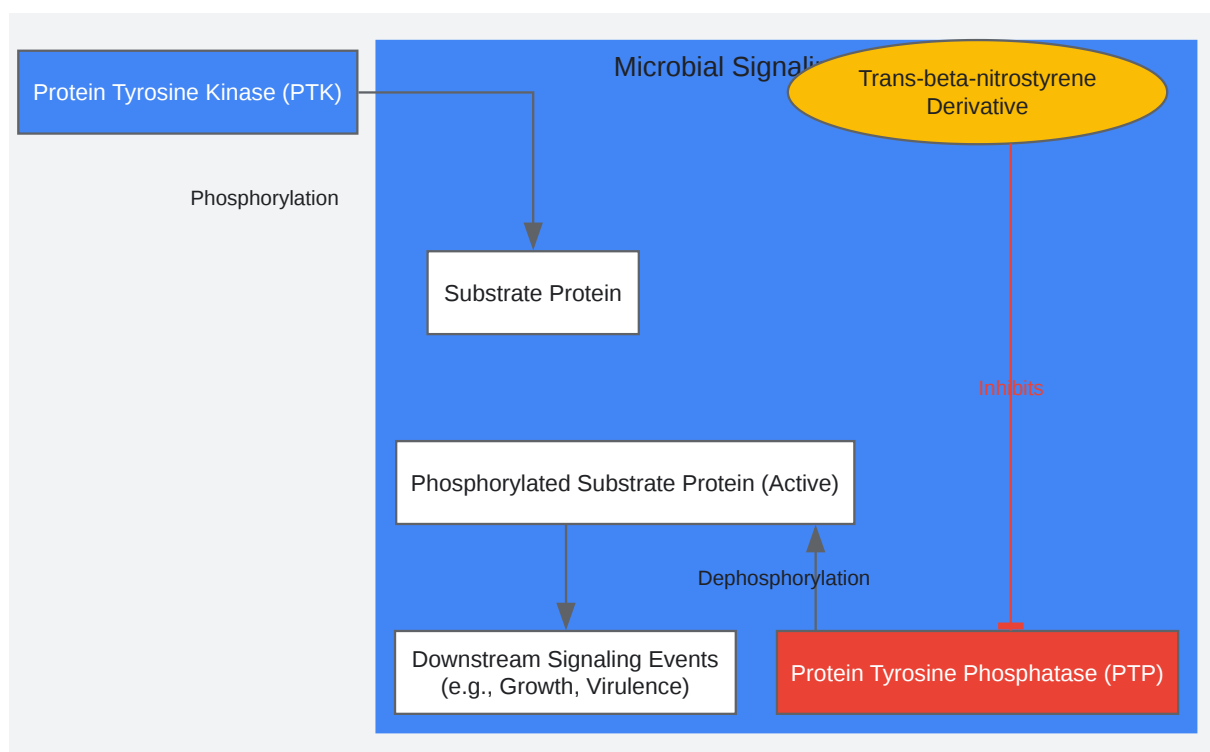 Protein Tyrosine Kinase (PTK)
Microbial Signaling
Trans-beta-nitrostyrene
Derivative
Phosphorylation
Substrate Protein
Inhibits
Phosphorylated Substrate Protein (Active)
Dephosphorylation
Downstream Signaling Events
(e.g., Growth, Virulence)
Protein Tyrosine Phosphatase (PTP)